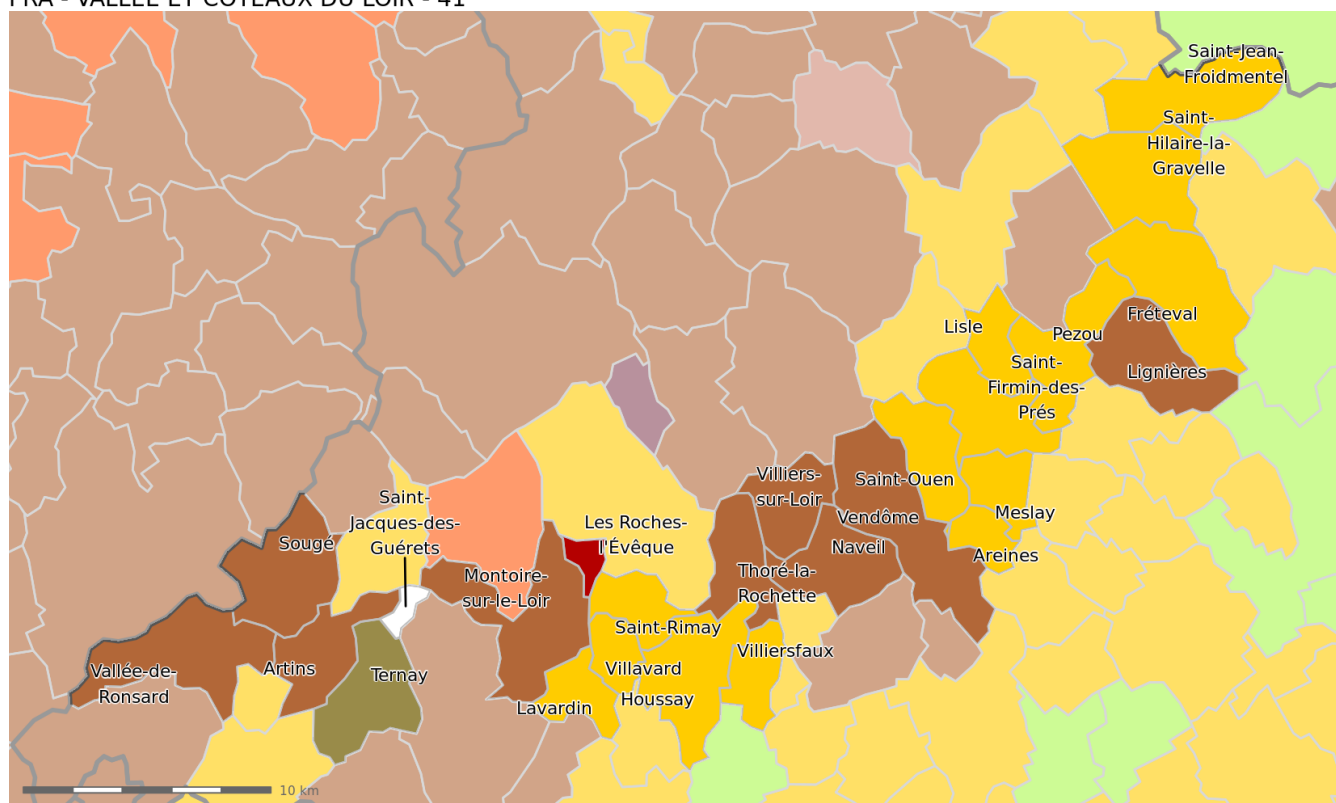 PRA - VALLÉE ET COTEAUX DU LOIR - 41
Saint-Jean-
Froidmentel
Saint-
Hilaire-la-
Gravelle
Fréteval
Lisle
Pezou
Saint-
Firmin-des-
Prés
Lignières
Villiers-
sur-Loir
Saint-Ouen
Saint-
Jacques-des-
Guérets
Vendôme
Meslay
Les Roches-
l'Évêque
Sougé
Naveil
Areines
Montoire-
sur-le-Loir
Thoré-la-
Rochette
Saint-Rimay
Villiersfaux
Vallée-de-
Ronsard
Artins
Ternay
Villavard
Houssay
Lavardin
10 km